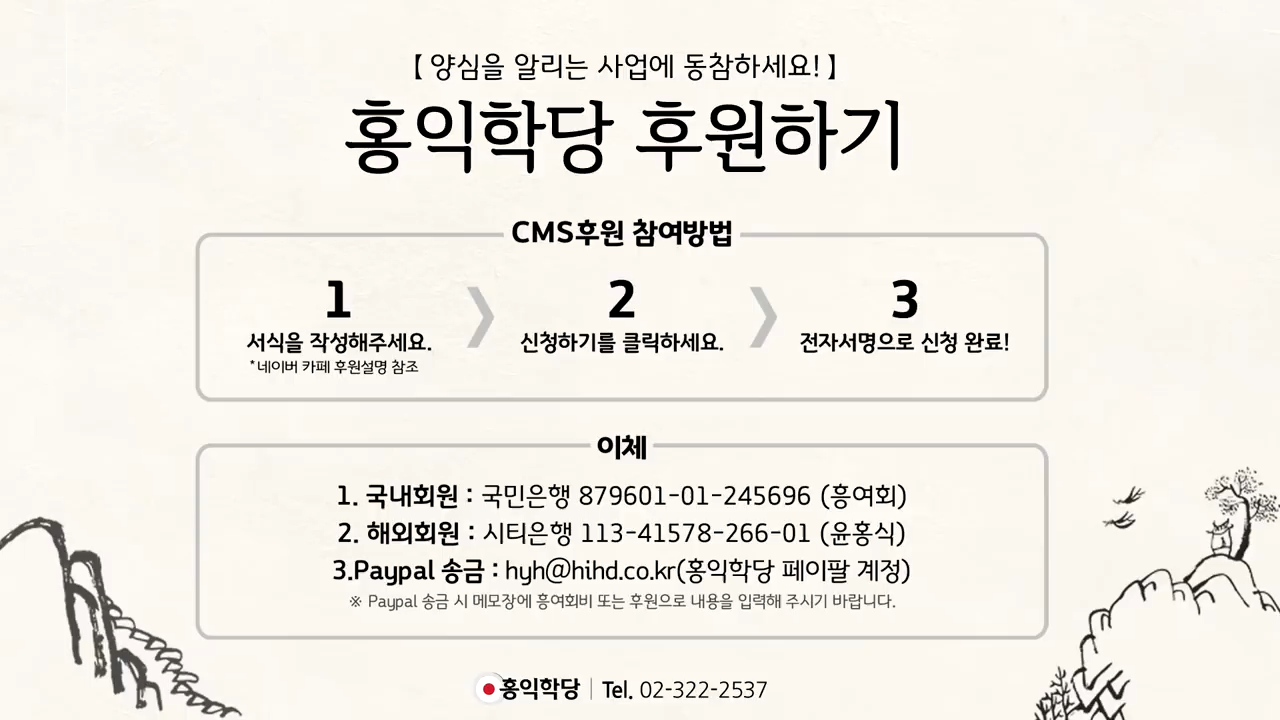 【 양심을 알리는 사업에 동참하세요! 】
홍익학당 후원하기
CMS후원 참여방법
1
서식을 작성해주세요.
*네이버 카페 후원설명 참조
2
신청하기를 클릭하세요.
3
전자서명으로 신청 완료!
이체
1. 국내회원 : 국민은행 879601-01-245696 (흥여회)
2. 해외회원 : 시티은행 113-41578-266-01 (윤홍식)
3.Paypal 송금 : hyh@hihd.co.kr(홍익학당 페이팔 계정)
※ Paypal 송금 시 메모장에 흥여회비 또는 후원으로 내용을 입력해 주시기 바랍니다.
홍익학당 | Tel. 02-322-2537